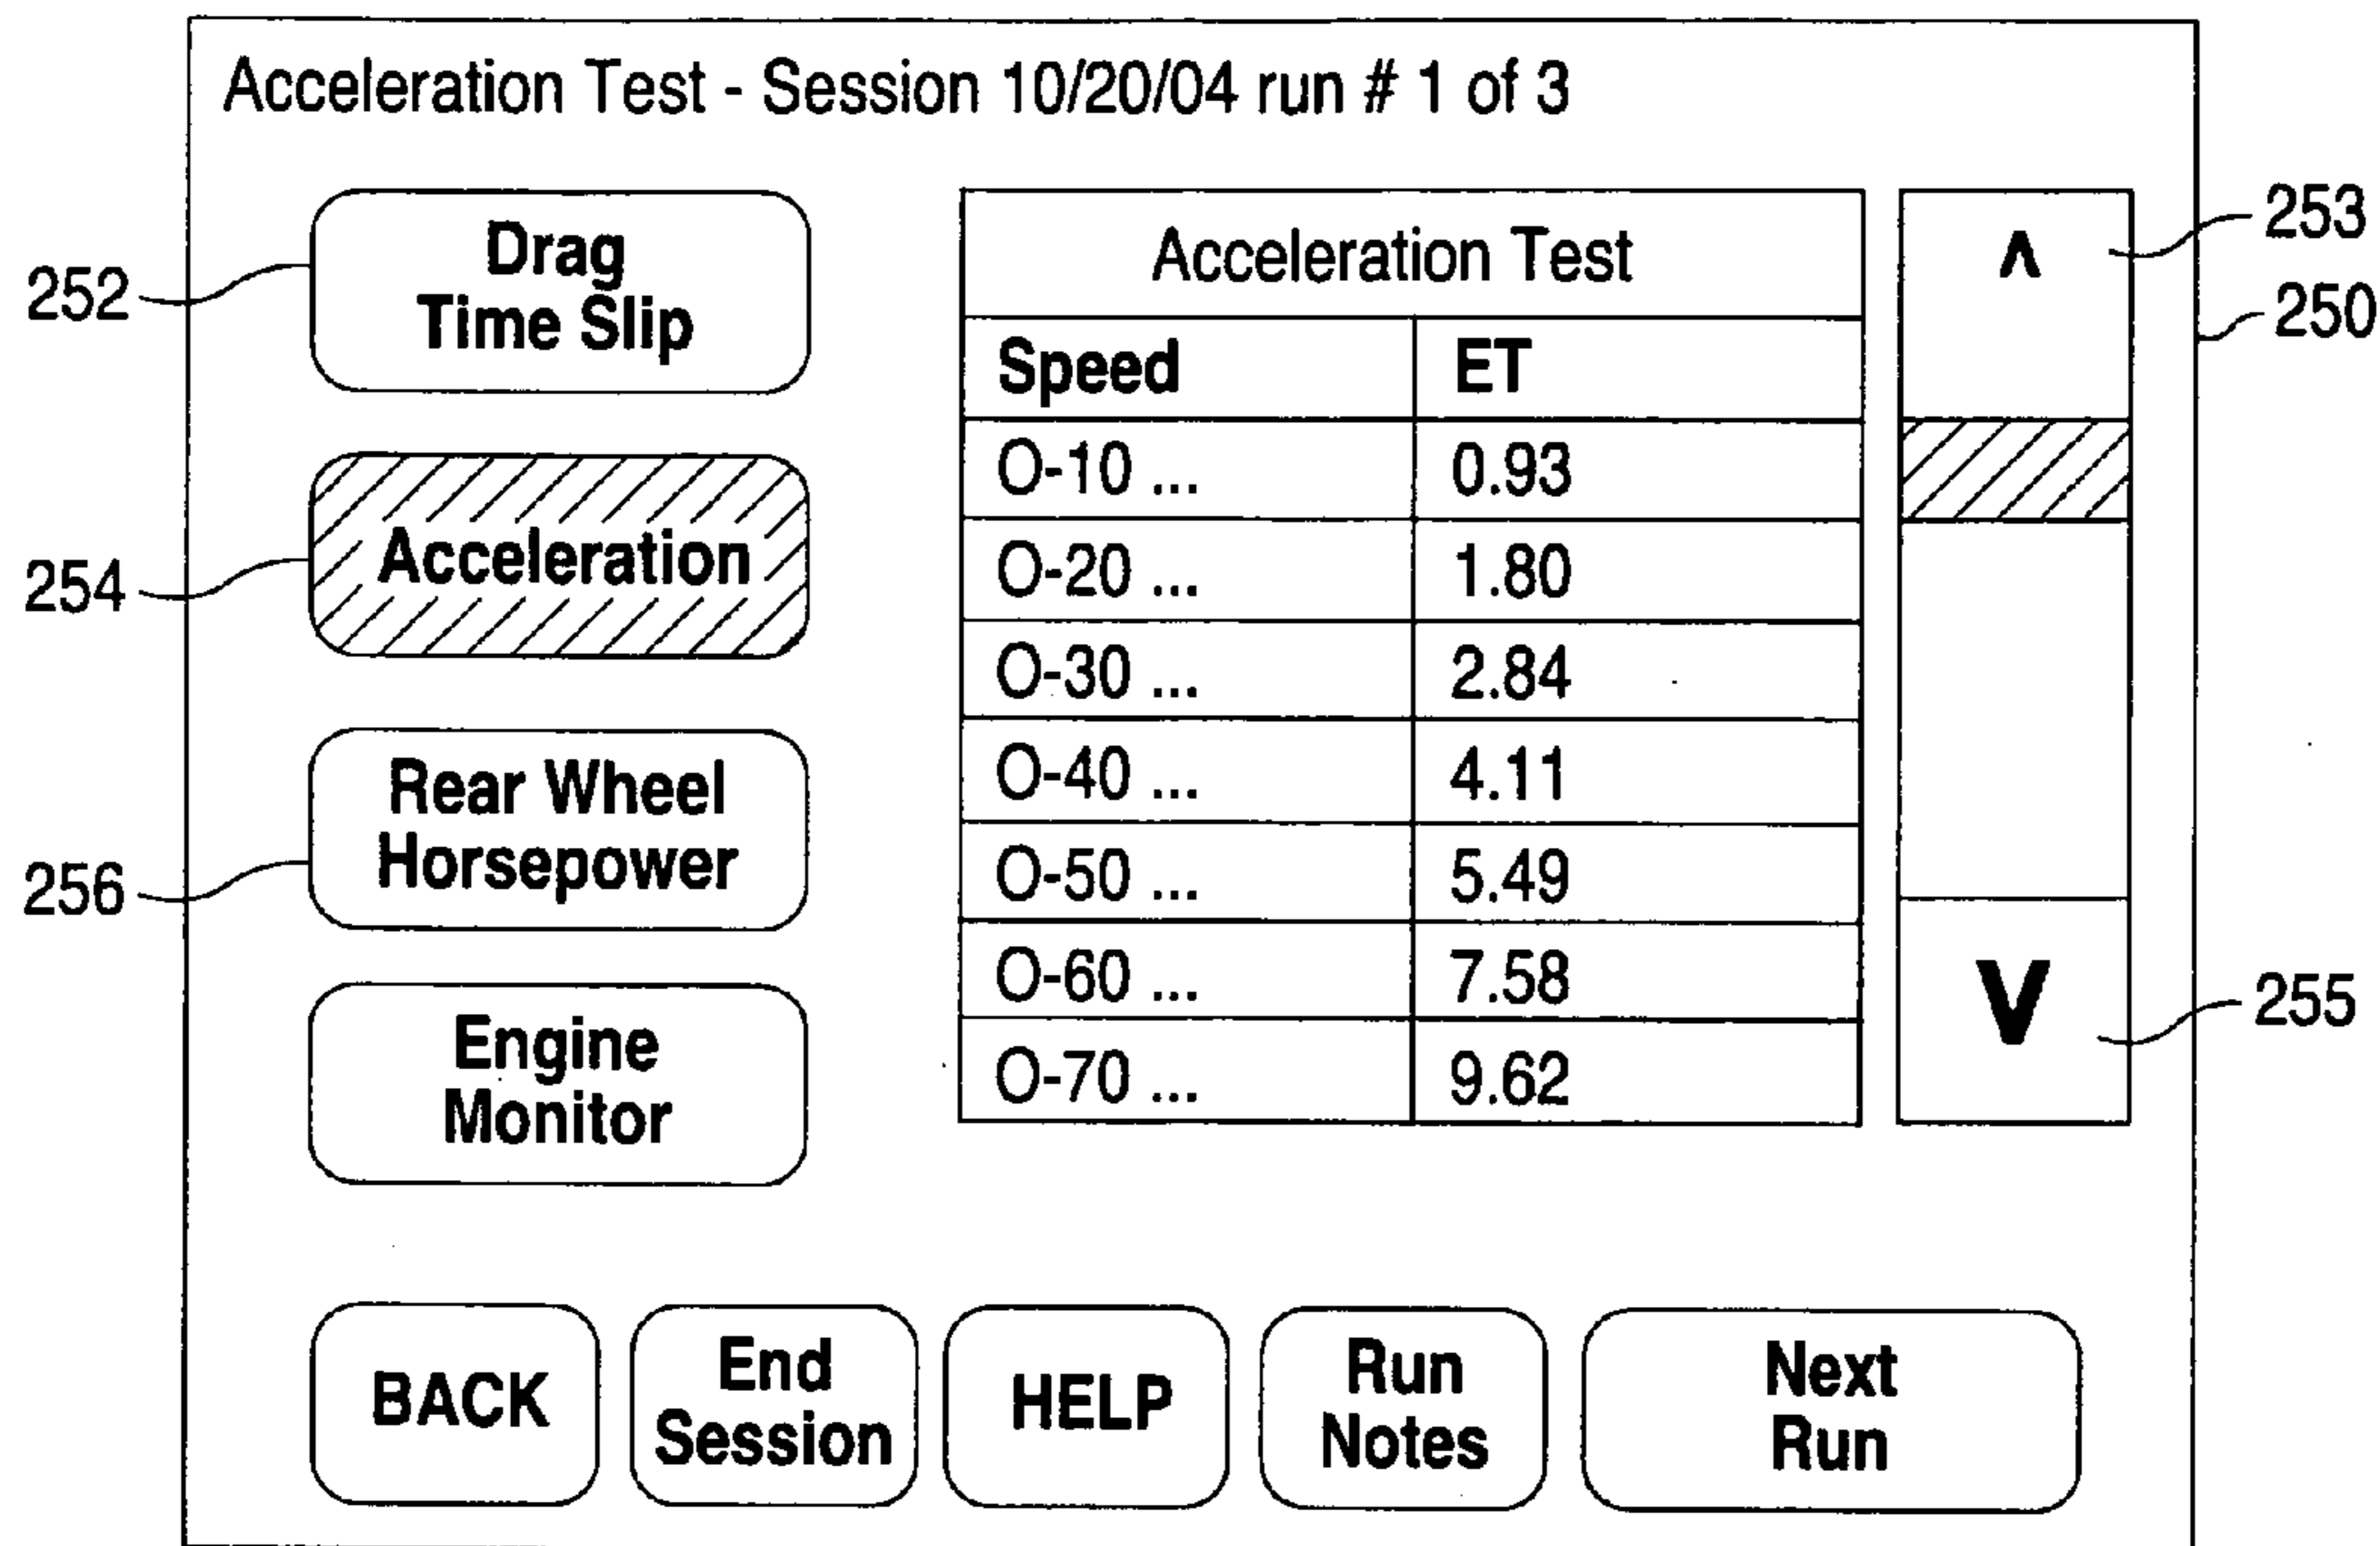 Acceleration Test - Session 10/20/04 run # 1 of 3
252
Drag
Time Slip
254
Acceleration
256
Rear Wheel
Horsepower
Engine
Monitor
Acceleration Test
Speed ET
O-10 ... 0.93
O-20 ... 1.80
O-30 ... 2.84
O-40 ... 4.11
O-50 ... 5.49
O-60 ... 7.58
O-70 ... 9.62
^
253
250
V
255
BACK
End
Session
HELP
Run
Notes
Next
Run